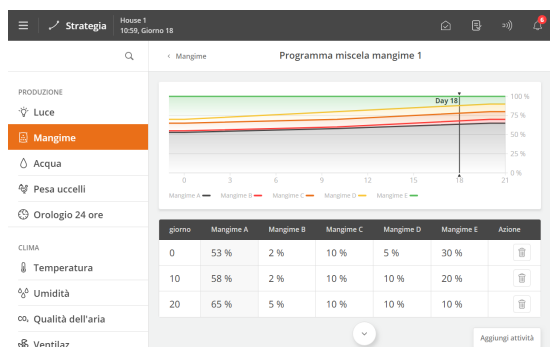 Strategia
House 1
10:59, Giorno 18
6
‹ Mangime
Programma miscela mangime 1
PRODUZIONE
Luce
Mangime
Acqua
Pesa uccelli
Orologio 24 ore
CLIMA
Temperatura
Umidità
CO₂ Qualità dell'aria
Ventilaz
Day 18
100 %
75 %
50 %
25 %
0 %
0 3 6 9 12 15 18 21
Mangime A Mangime B Mangime C Mangime D Mangime E
giorno Mangime A Mangime B Mangime C Mangime D Mangime E Azione
0 53 % 2 % 10 % 5 % 30 %
10 58 % 2 % 10 % 10 % 20 %
20 65 % 5 % 10 % 10 % 10 %
Aggiungi attività